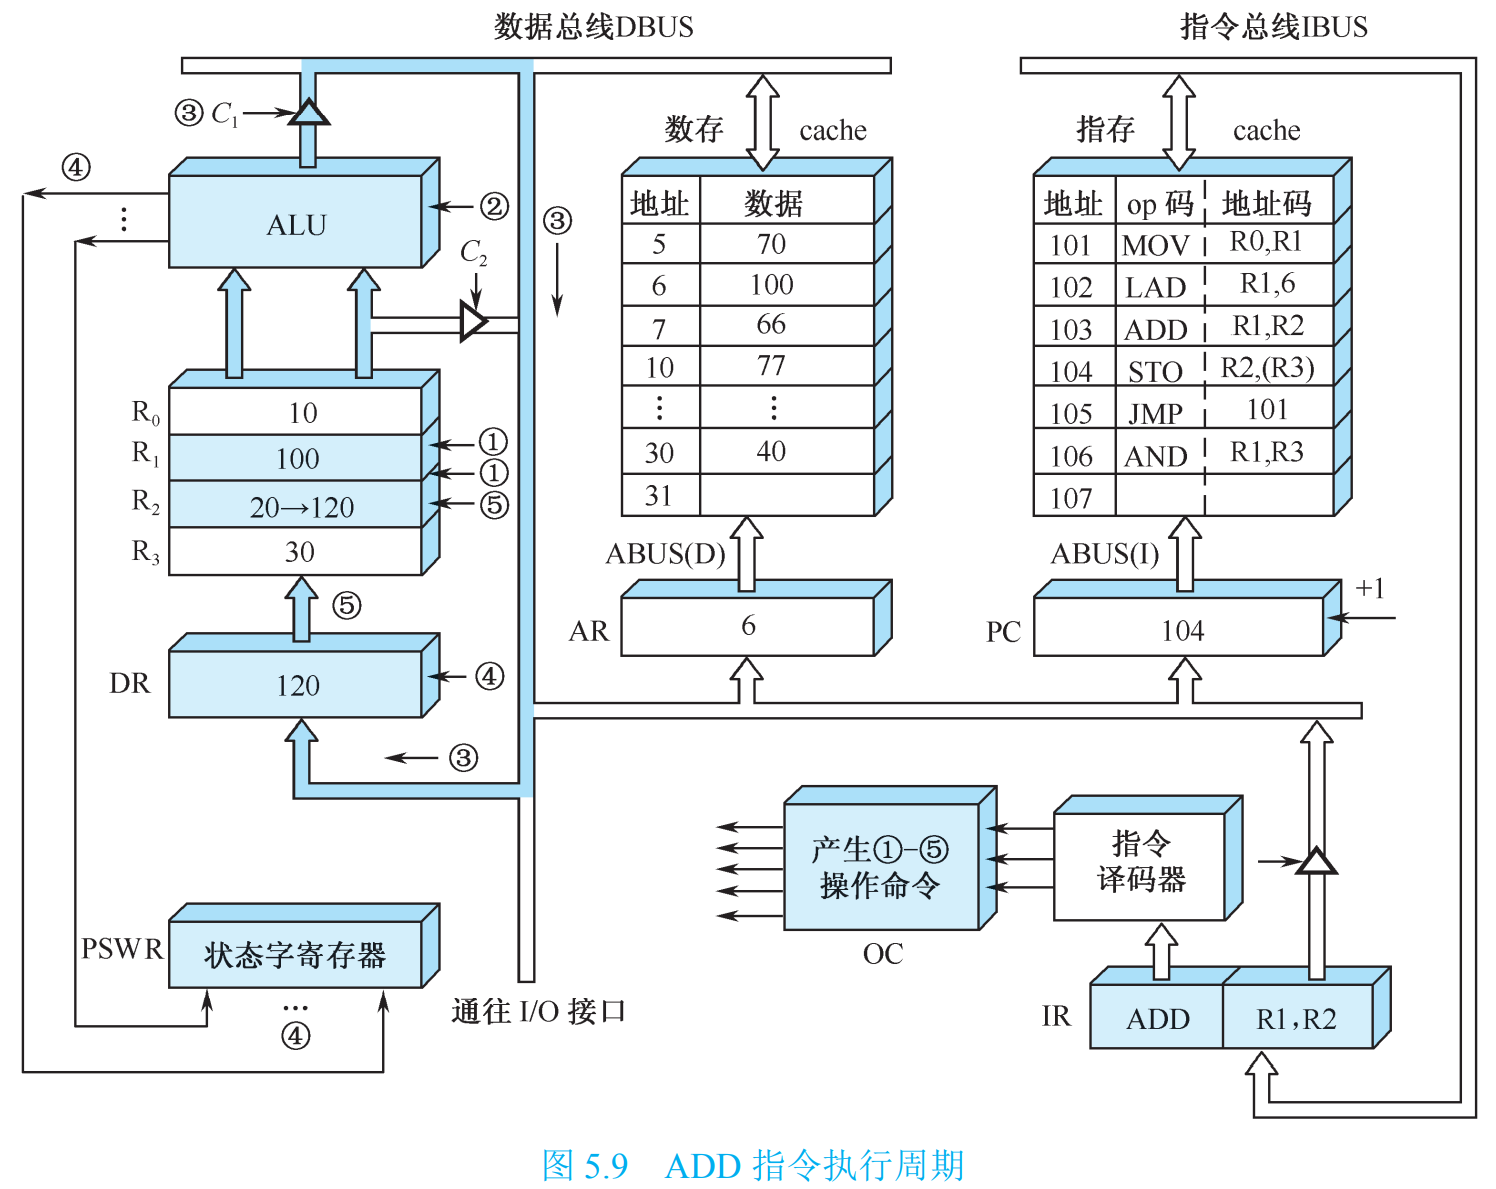 数据总线DBUS
指令总线IBUS
③ C₁
数存 cache
指存 cache
④
ALU
②
③
C₂
地址 数据
5 70
6 100
7 66
10 77
⋮ ⋮
30 40
31
地址 op 码 地址码
101 MOV R0,R1
102 LAD R1,6
103 ADD R1,R2
104 STO R2,(R3)
105 JMP 101
106 AND R1,R3
107
R₀ 10
R₁ 100 ①
①
R₂ 20→120 ⑤
R₃ 30
⑤
ABUS(D)
ABUS(I)
AR 6
PC 104
+1
DR 120 ④
③
产生①-⑤
操作命令
OC
指令
译码器
PSWR 状态字寄存器
…
④
通往 I/O 接口
IR ADD R1,R2
图 5.9 ADD 指令执行周期